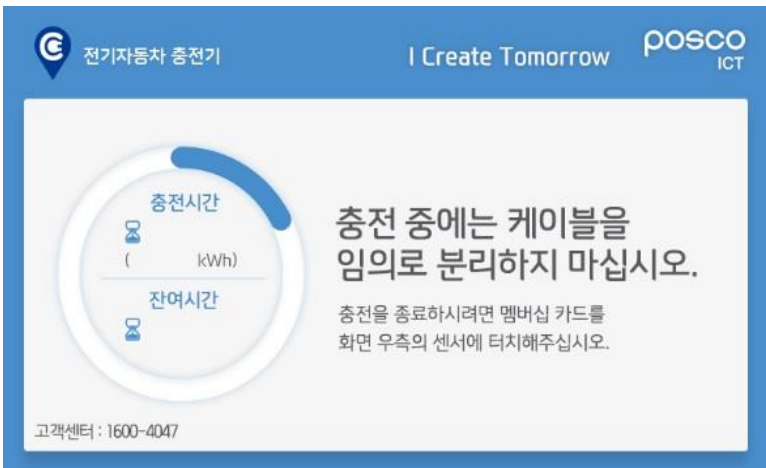 전기자동차 충전기
I Create Tomorrow
posco
ICT
충전시간
( kWh)
잔여시간
충전 중에는 케이블을
임의로 분리하지 마십시오.
충전을 종료하시려면 멤버십 카드를
화면 우측의 센서에 터치해주십시오.
고객센터 : 1600-4047